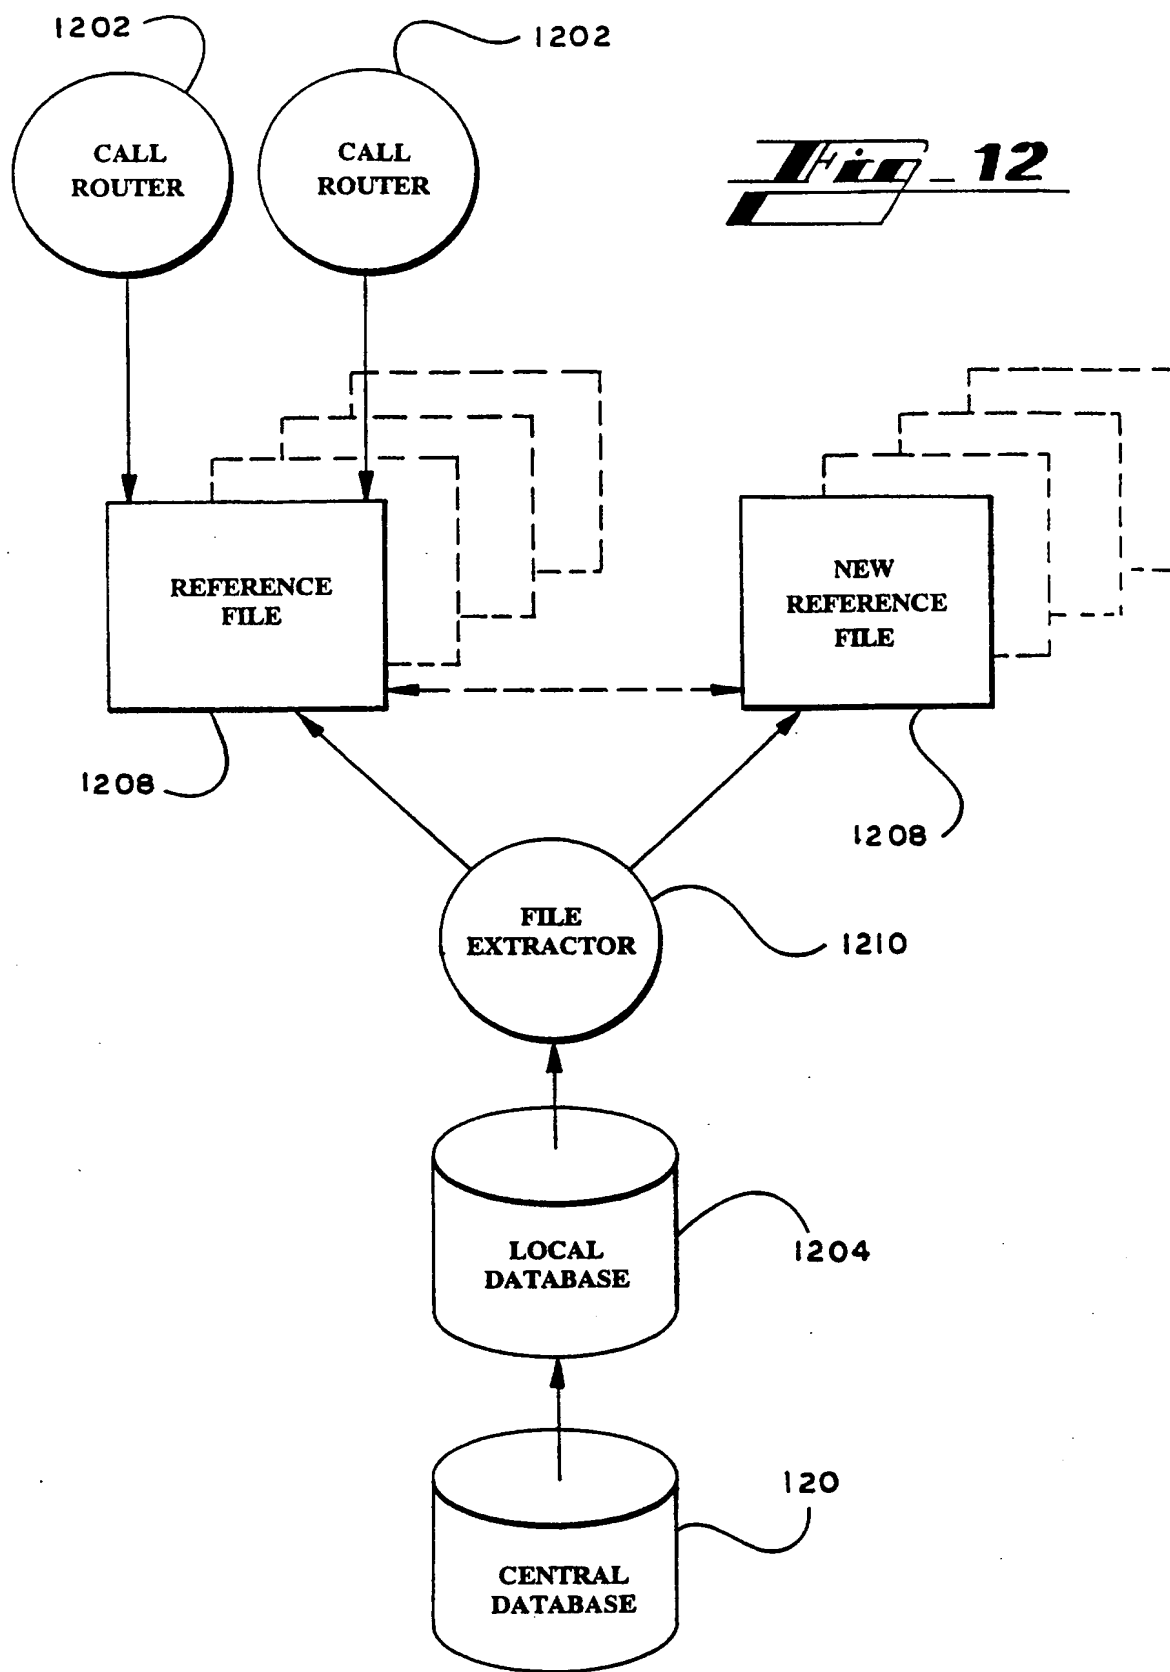 1202
1202
CALL
ROUTER
CALL
ROUTER
Fig_12
REFERENCE
FILE
NEW
REFERENCE
FILE
1208
1208
FILE
EXTRACTOR
1210
LOCAL
DATABASE
1204
120
CENTRAL
DATABASE